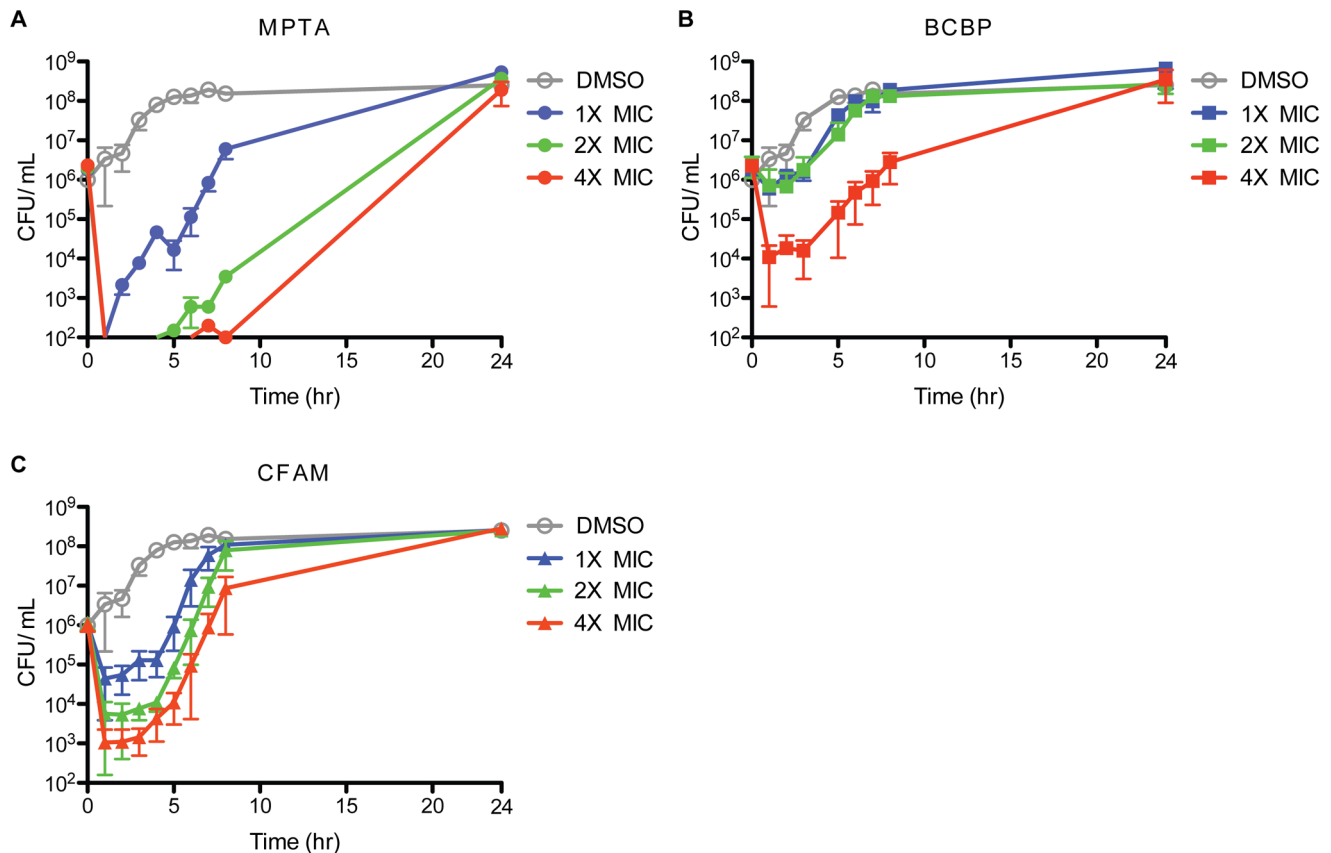 A
MPTA
10⁹
10⁸
10⁷
10⁶
10⁵
10⁴
10³
10²
CFU/ mL
0
5
10
15
20
24
Time (hr)
DMSO
1X MIC
2X MIC
4X MIC
B
BCBP
10⁹
10⁸
10⁷
10⁶
10⁵
10⁴
10³
10²
CFU/ mL
0
5
10
15
20
24
Time (hr)
DMSO
1X MIC
2X MIC
4X MIC
C
CFAM
10⁹
10⁸
10⁷
10⁶
10⁵
10⁴
10³
10²
CFU/ mL
0
5
10
15
20
24
Time (hr)
DMSO
1X MIC
2X MIC
4X MIC